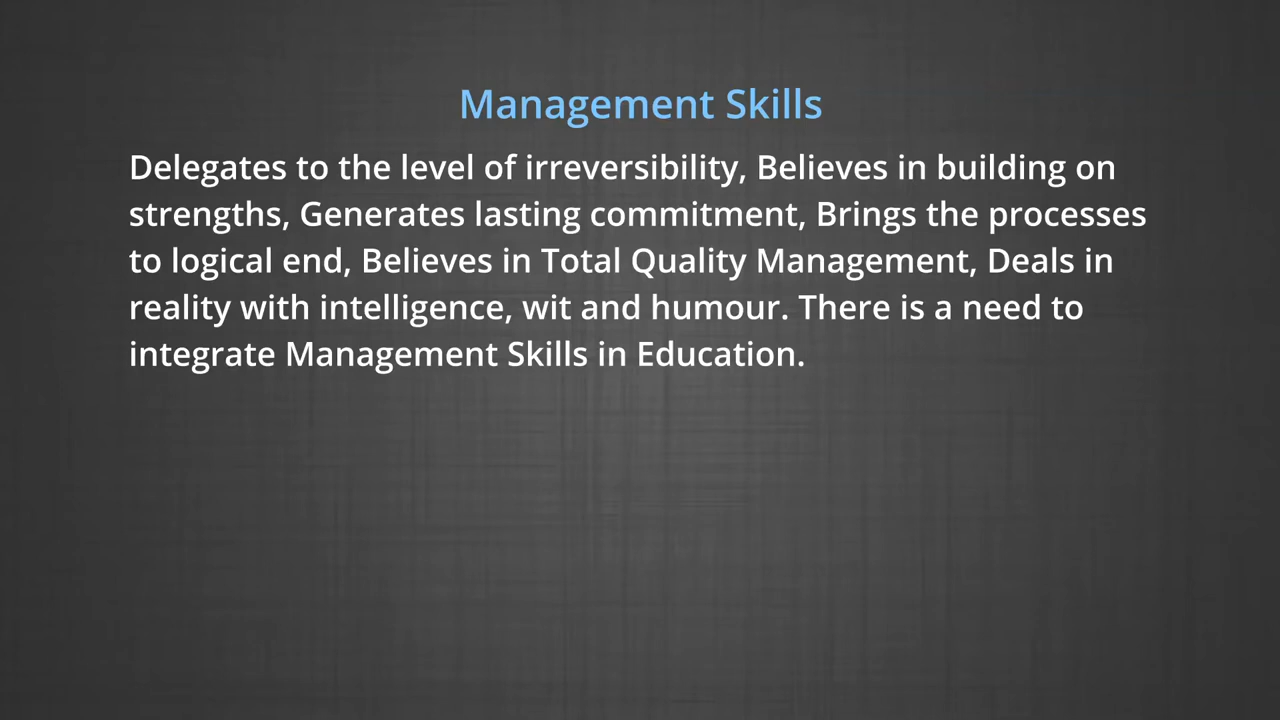 Management Skills
Delegates to the level of irreversibility, Believes in building on
strengths, Generates lasting commitment, Brings the processes
to logical end, Believes in Total Quality Management, Deals in
reality with intelligence, wit and humour. There is a need to
integrate Management Skills in Education.